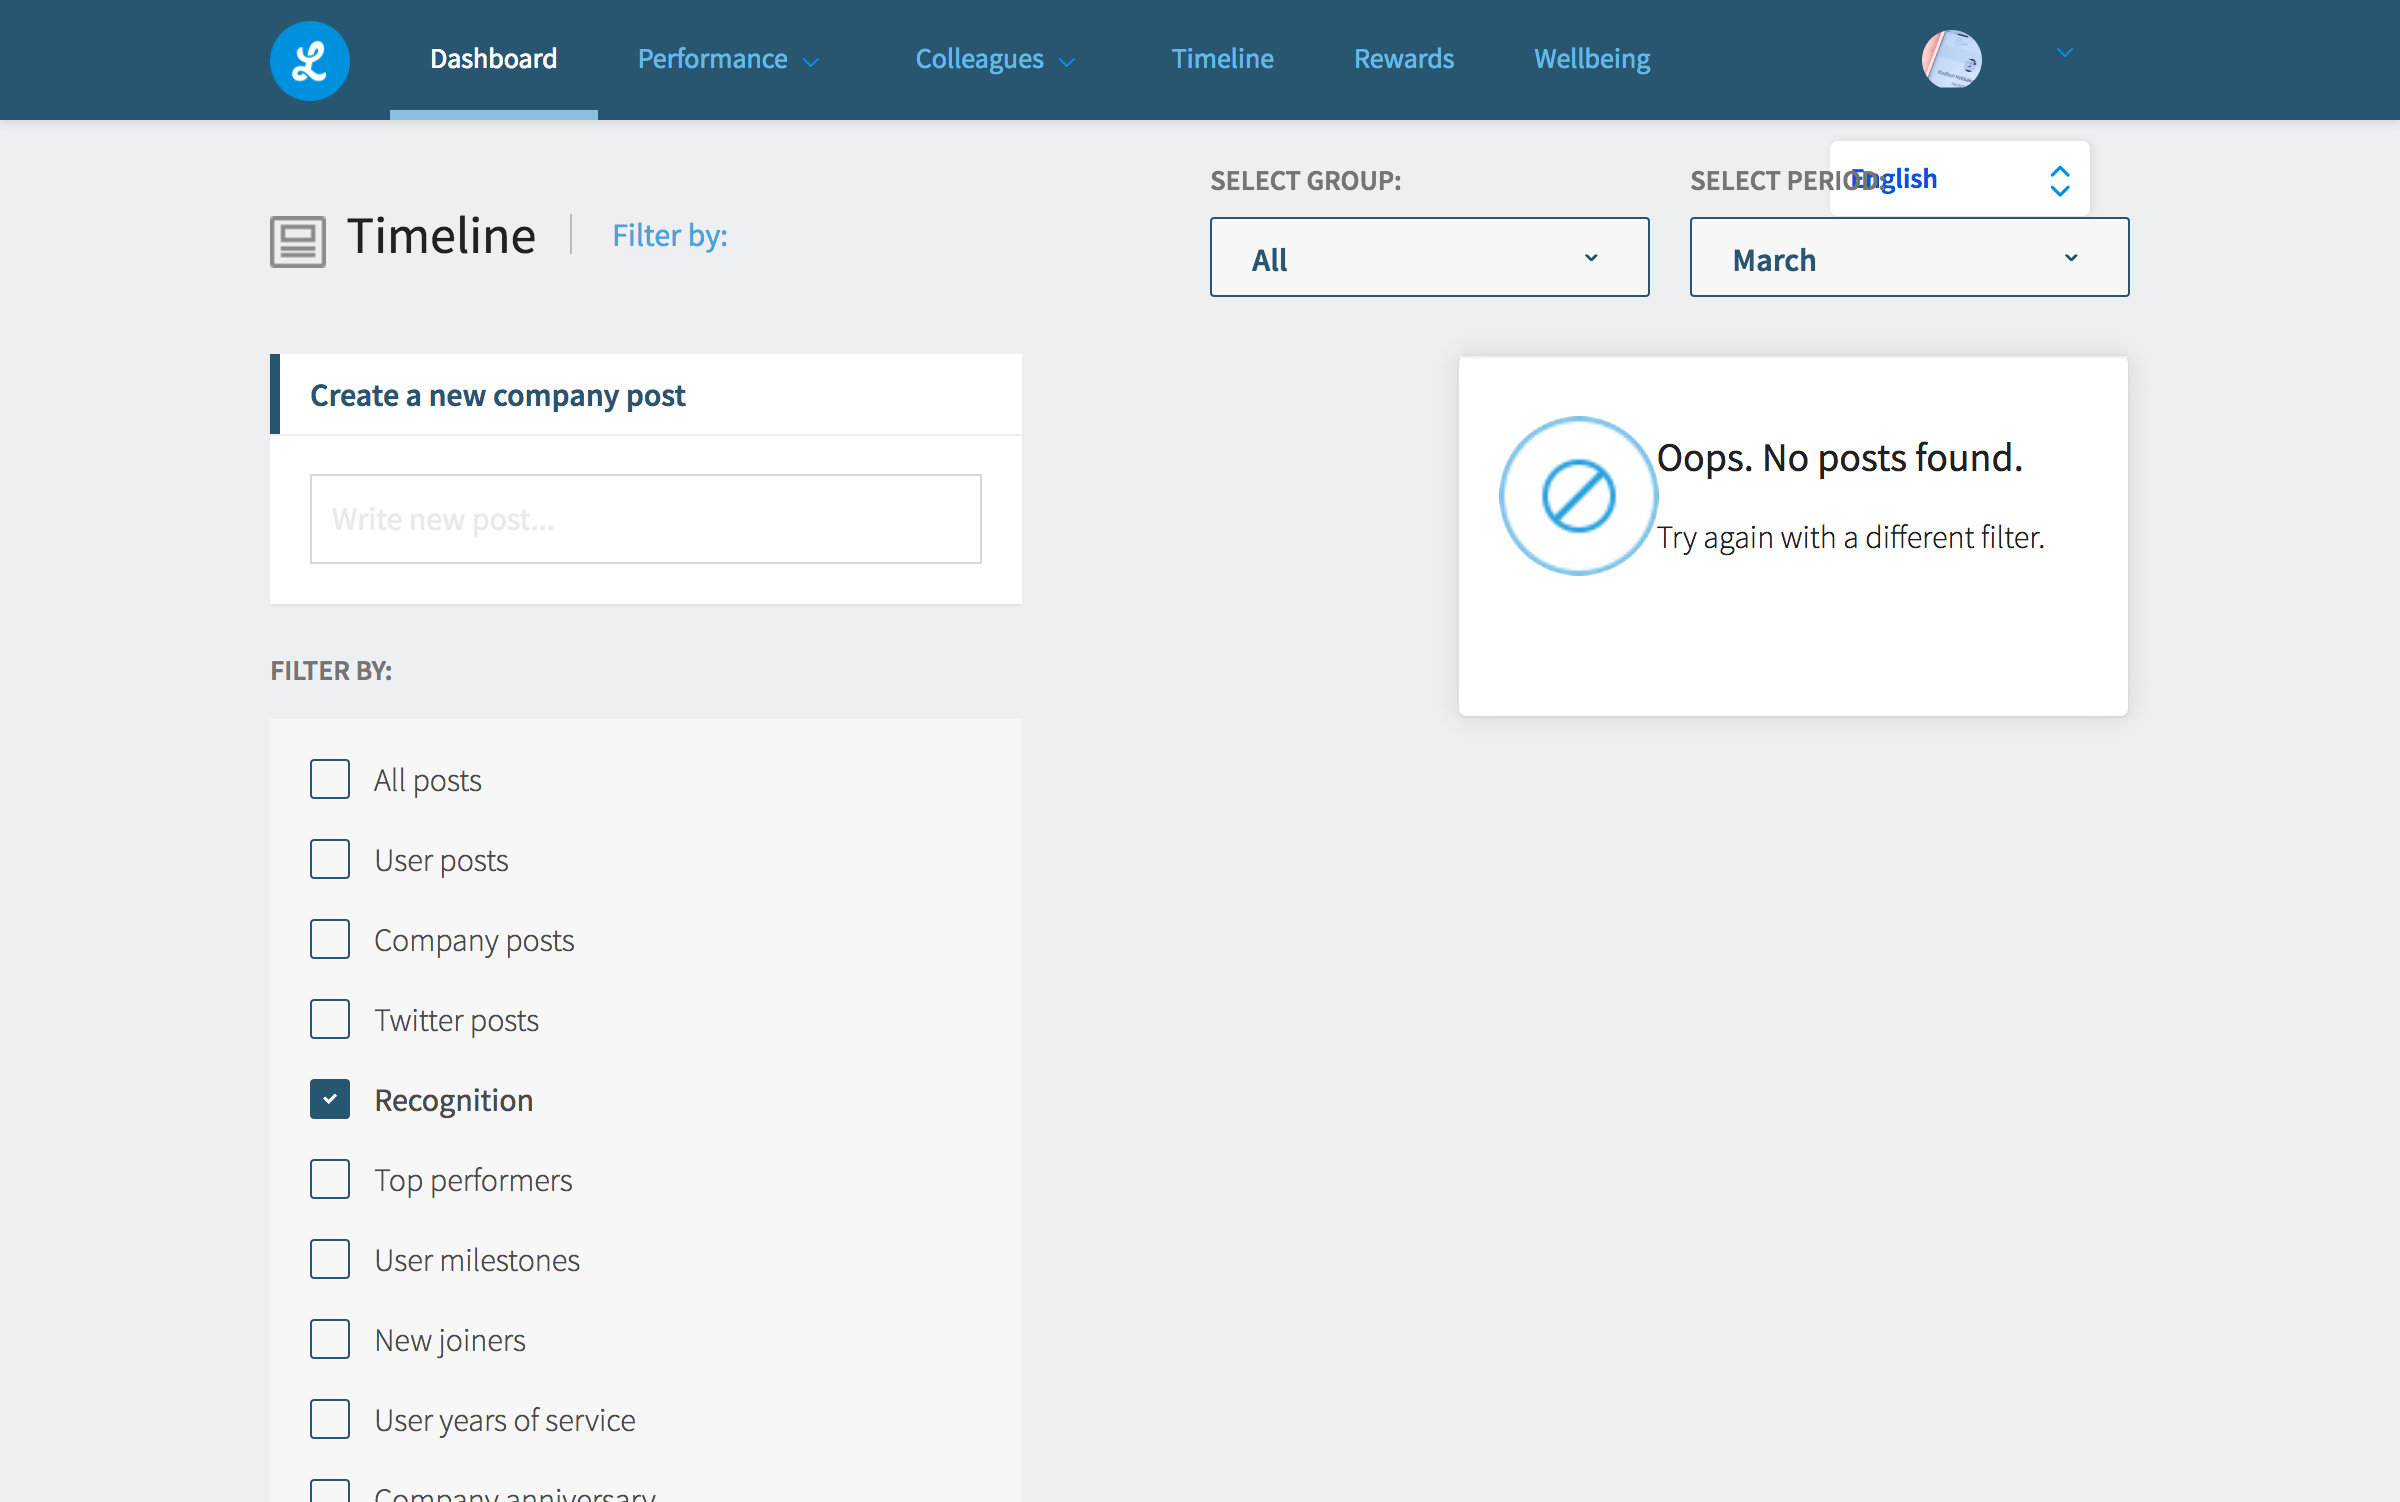 Dashboard
Performance
Colleagues
Timeline
Rewards
Wellbeing
SELECT GROUP:
SELECT PERIOD:
English
Timeline
Filter by:
All
March
Create a new company post
Write new post...
Oops. No posts found.
Try again with a different filter.
FILTER BY:
All posts
User posts
Company posts
Twitter posts
Recognition
Top performers
User milestones
New joiners
User years of service
Company anniversary